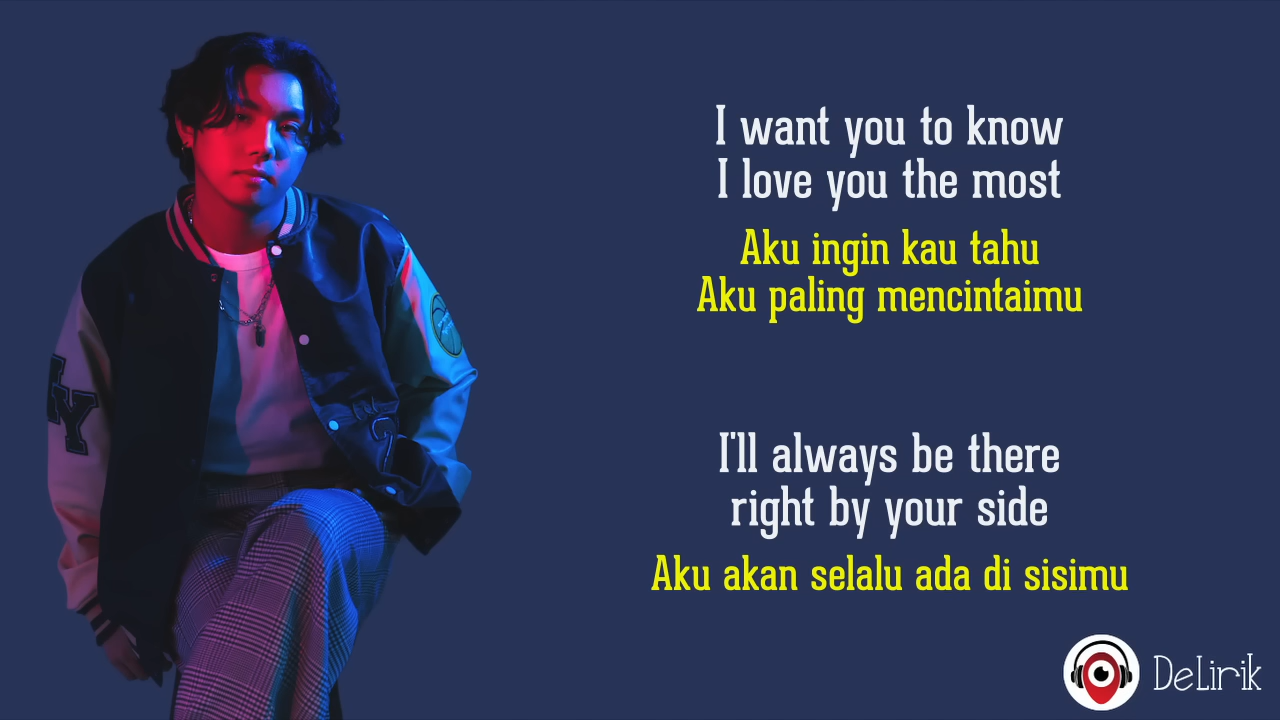 I want you to know
I love you the most
Aku ingin kau tahu
Aku paling mencintaimu
I'll always be there
right by your side
Aku akan selalu ada di sisimu
DeLirik